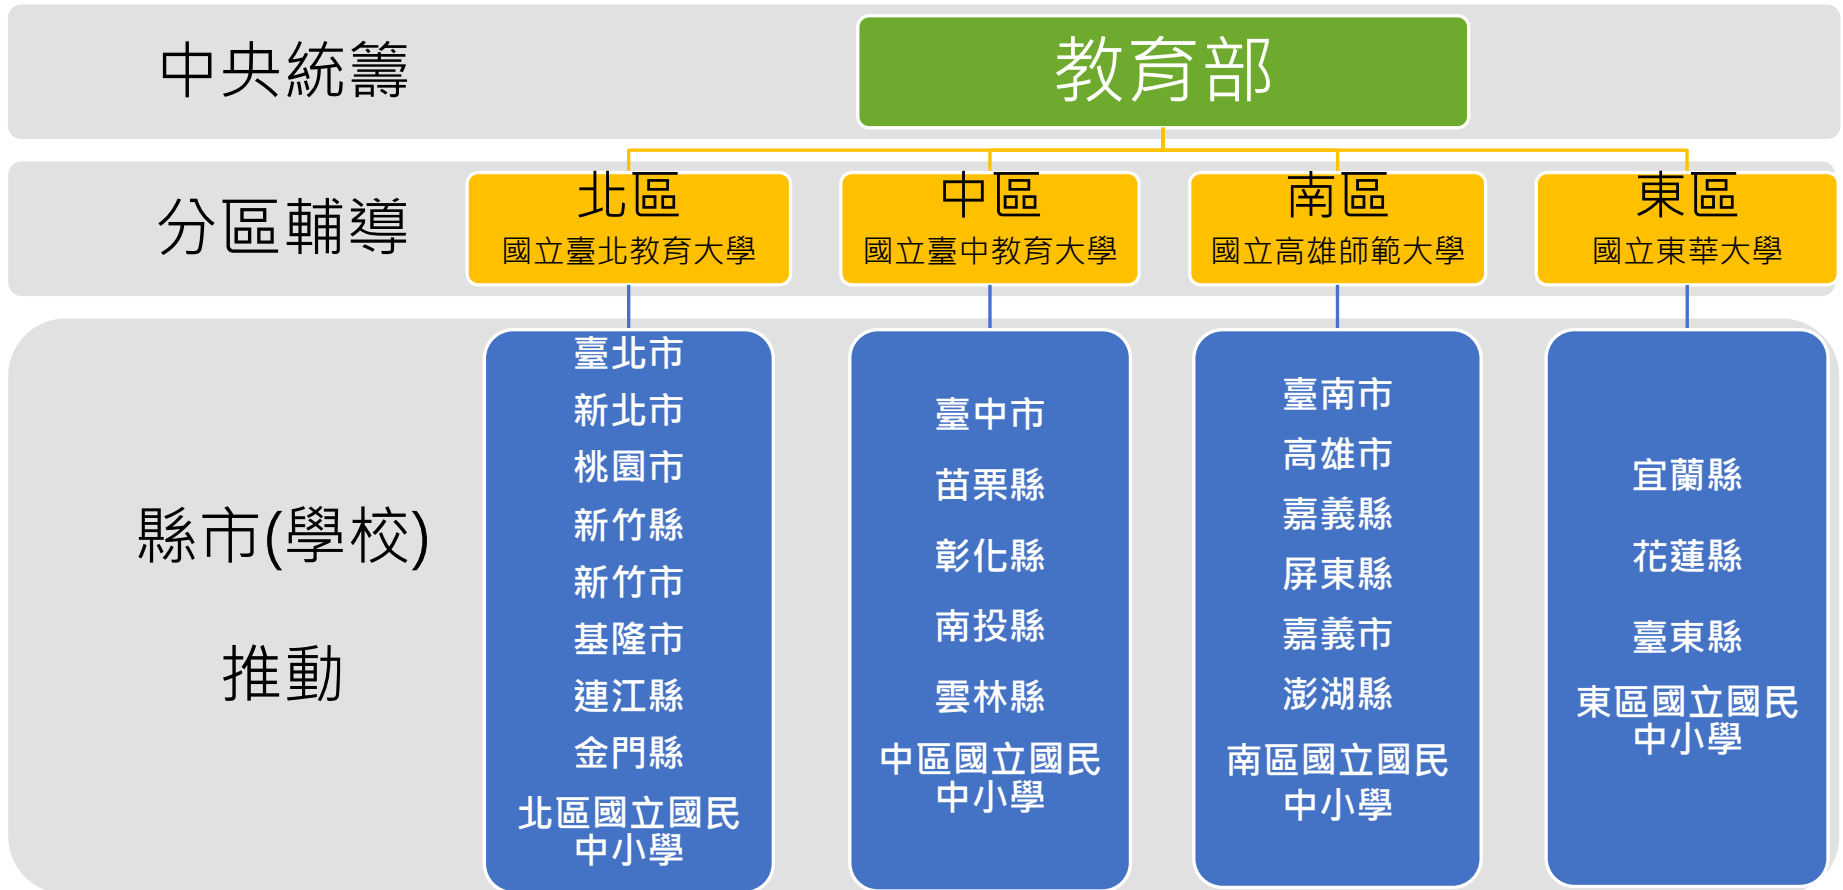 中央統籌
教育部
分區輔導
北區
國立臺北教育大學
中區
國立臺中教育大學
南區
國立高雄師範大學
東區
國立東華大學
縣市(學校)
推動
臺北市
新北市
桃園市
新竹縣
新竹市
基隆市
連江縣
金門縣
北區國立國民
中小學
臺中市
苗栗縣
彰化縣
南投縣
雲林縣
中區國立國民
中小學
臺南市
高雄市
嘉義縣
屏東縣
嘉義市
澎湖縣
南區國立國民
中小學
宜蘭縣
花蓮縣
臺東縣
東區國立國民
中小學